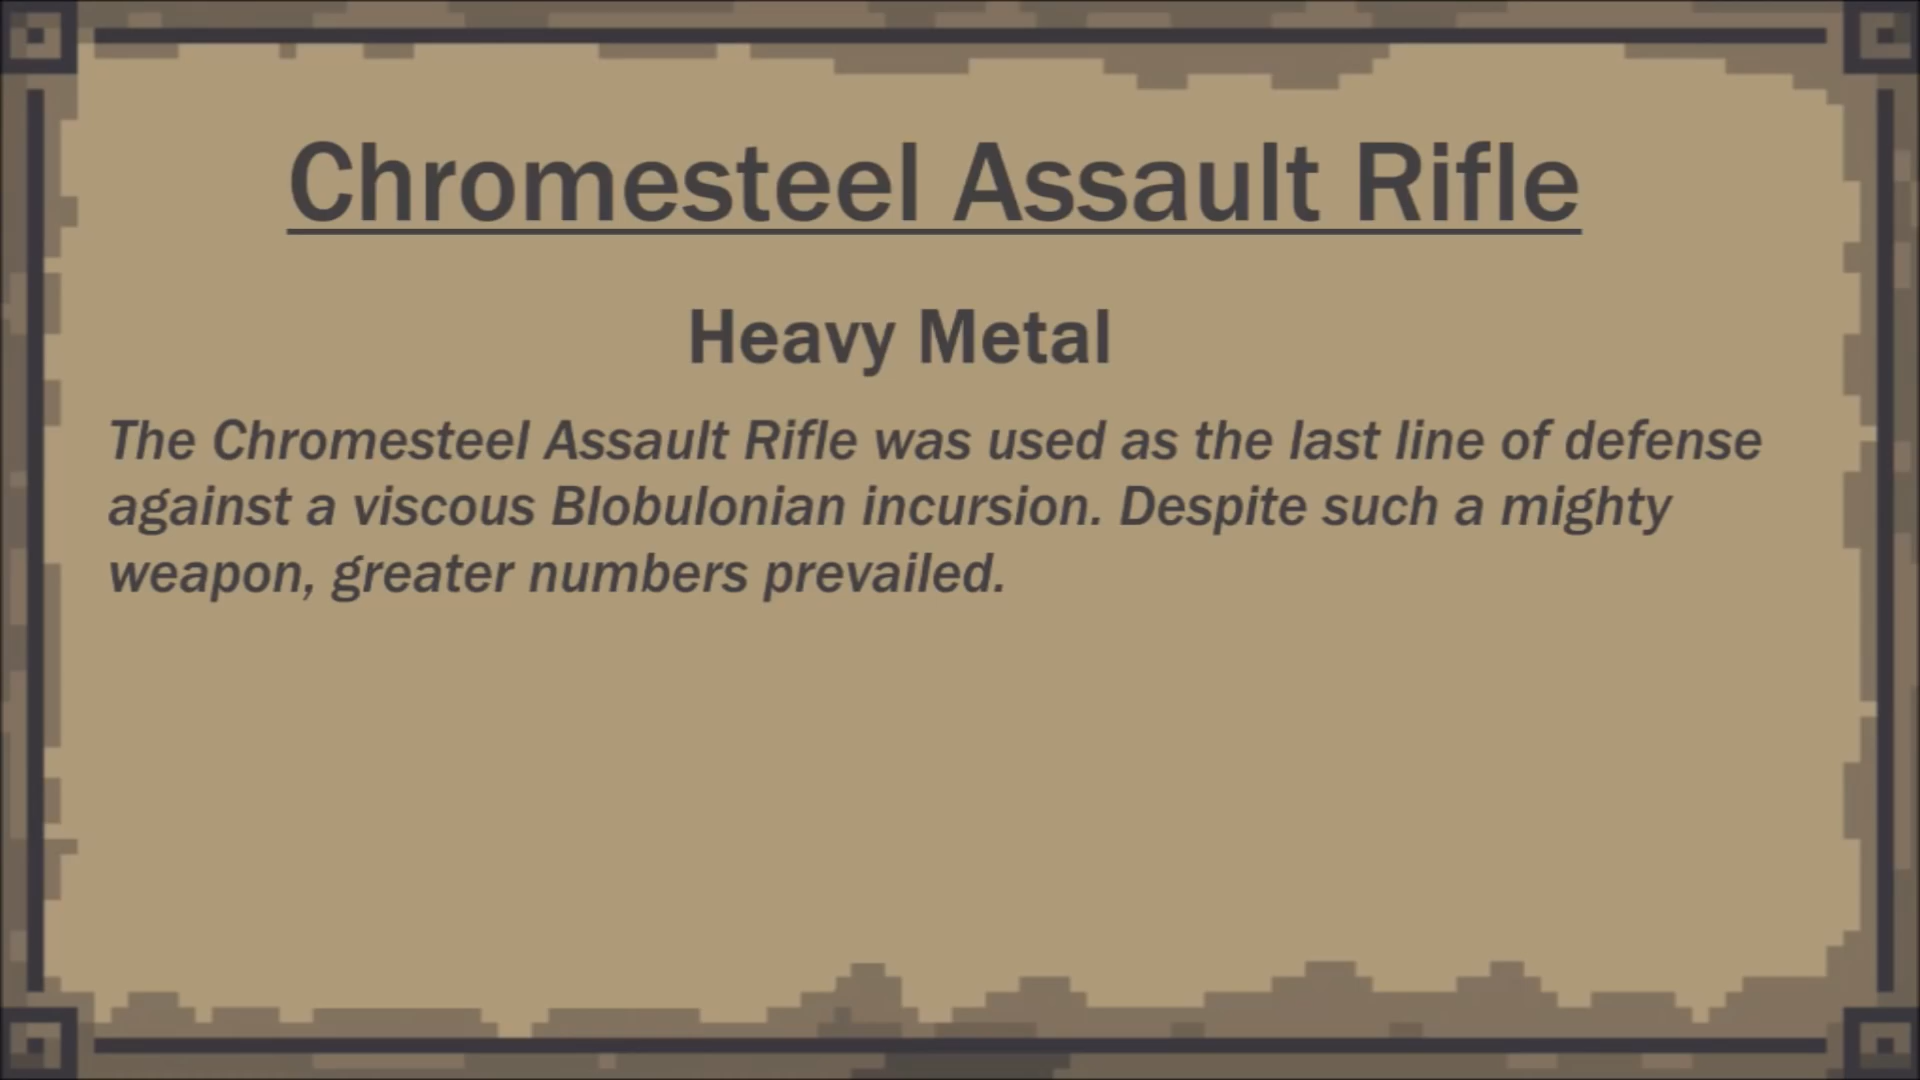 Chromesteel Assault Rifle
Heavy Metal
The Chromesteel Assault Rifle was used as the last line of defense
against a viscous Blobulonian incursion. Despite such a mighty
weapon, greater numbers prevailed.